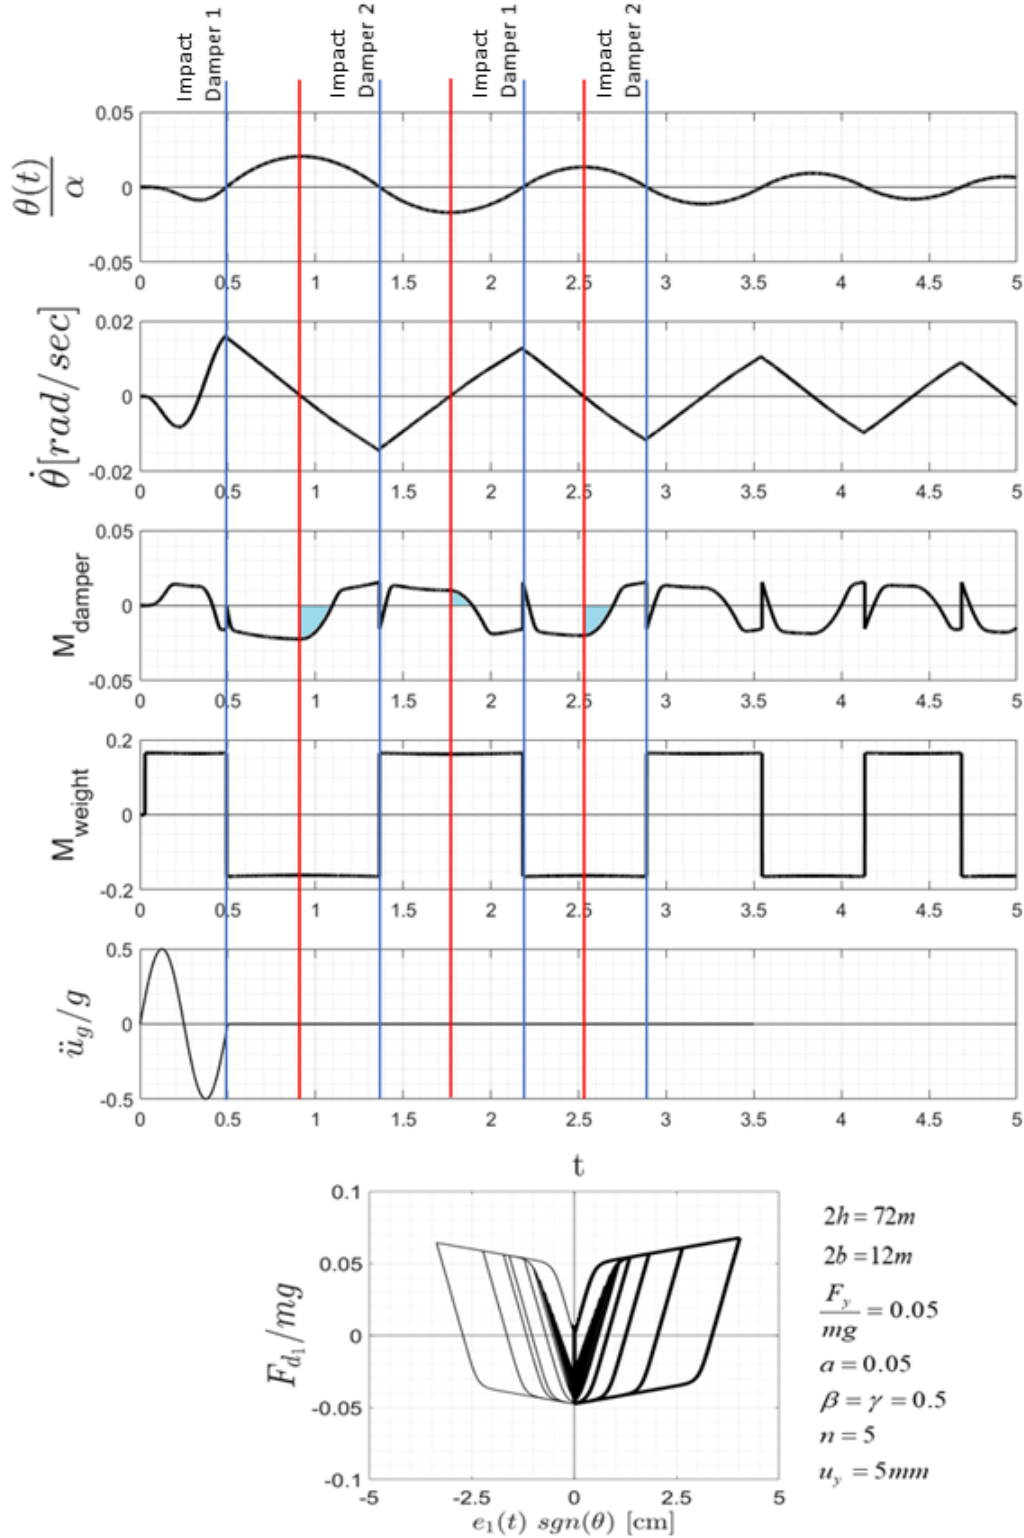 Impact
Damper 1
Impact
Damper 2
Impact
Damper 1
Impact
Damper 2
θ(t)
α
0.05
0
-0.05
0 0.5 1 1.5 2 2.5 3 3.5 4 4.5 5
θ̇[rad/sec]
0.02
0
-0.02
0 0.5 1 1.5 2 2.5 3 3.5 4 4.5 5
M_damper
0.05
0
-0.05
0 0.5 1 1.5 2 2.5 3 3.5 4 4.5 5
M_weight
0.2
0
-0.2
0 0.5 1 1.5 2 2.5 3 3.5 4 4.5 5
ü_g/g
0.5
0
-0.5
0 0.5 1 1.5 2 2.5 3 3.5 4 4.5 5
t
F_d₁/mg
0.1
0.05
0
-0.05
-0.1
-5 -2.5 0 2.5 5
e₁(t) sgn(θ) [cm]
2h = 72m
2b = 12m
F_y
mg
= 0.05
a = 0.05
β = γ = 0.5
n = 5
u_y = 5mm